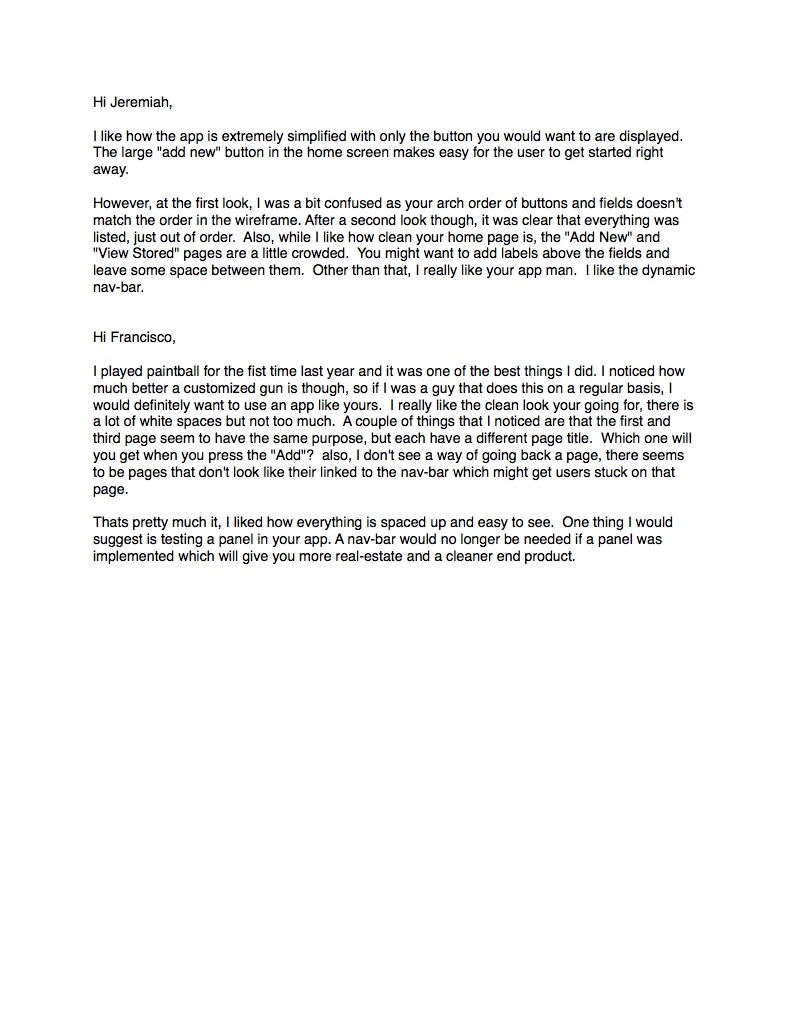 Hi Jeremiah,
I like how the app is extremely simplified with only the button you would want to are displayed.
The large "add new" button in the home screen makes easy for the user to get started right
away.
However, at the first look, I was a bit confused as your arch order of buttons and fields doesn't
match the order in the wireframe. After a second look though, it was clear that everything was
listed, just out of order.  Also, while I like how clean your home page is, the "Add New" and
"View Stored" pages are a little crowded.  You might want to add labels above the fields and
leave some space between them.  Other than that, I really like your app man.  I like the dynamic
nav-bar.
Hi Francisco,
I played paintball for the fist time last year and it was one of the best things I did. I noticed how
much better a customized gun is though, so if I was a guy that does this on a regular basis, I
would definitely want to use an app like yours.  I really like the clean look your going for, there is
a lot of white spaces but not too much.  A couple of things that I noticed are that the first and
third page seem to have the same purpose, but each have a different page title.  Which one will
you get when you press the "Add"?  also, I don't see a way of going back a page, there seems
to be pages that don't look like their linked to the nav-bar which might get users stuck on that
page.
Thats pretty much it, I liked how everything is spaced up and easy to see.  One thing I would
suggest is testing a panel in your app. A nav-bar would no longer be needed if a panel was
implemented which will give you more real-estate and a cleaner end product.